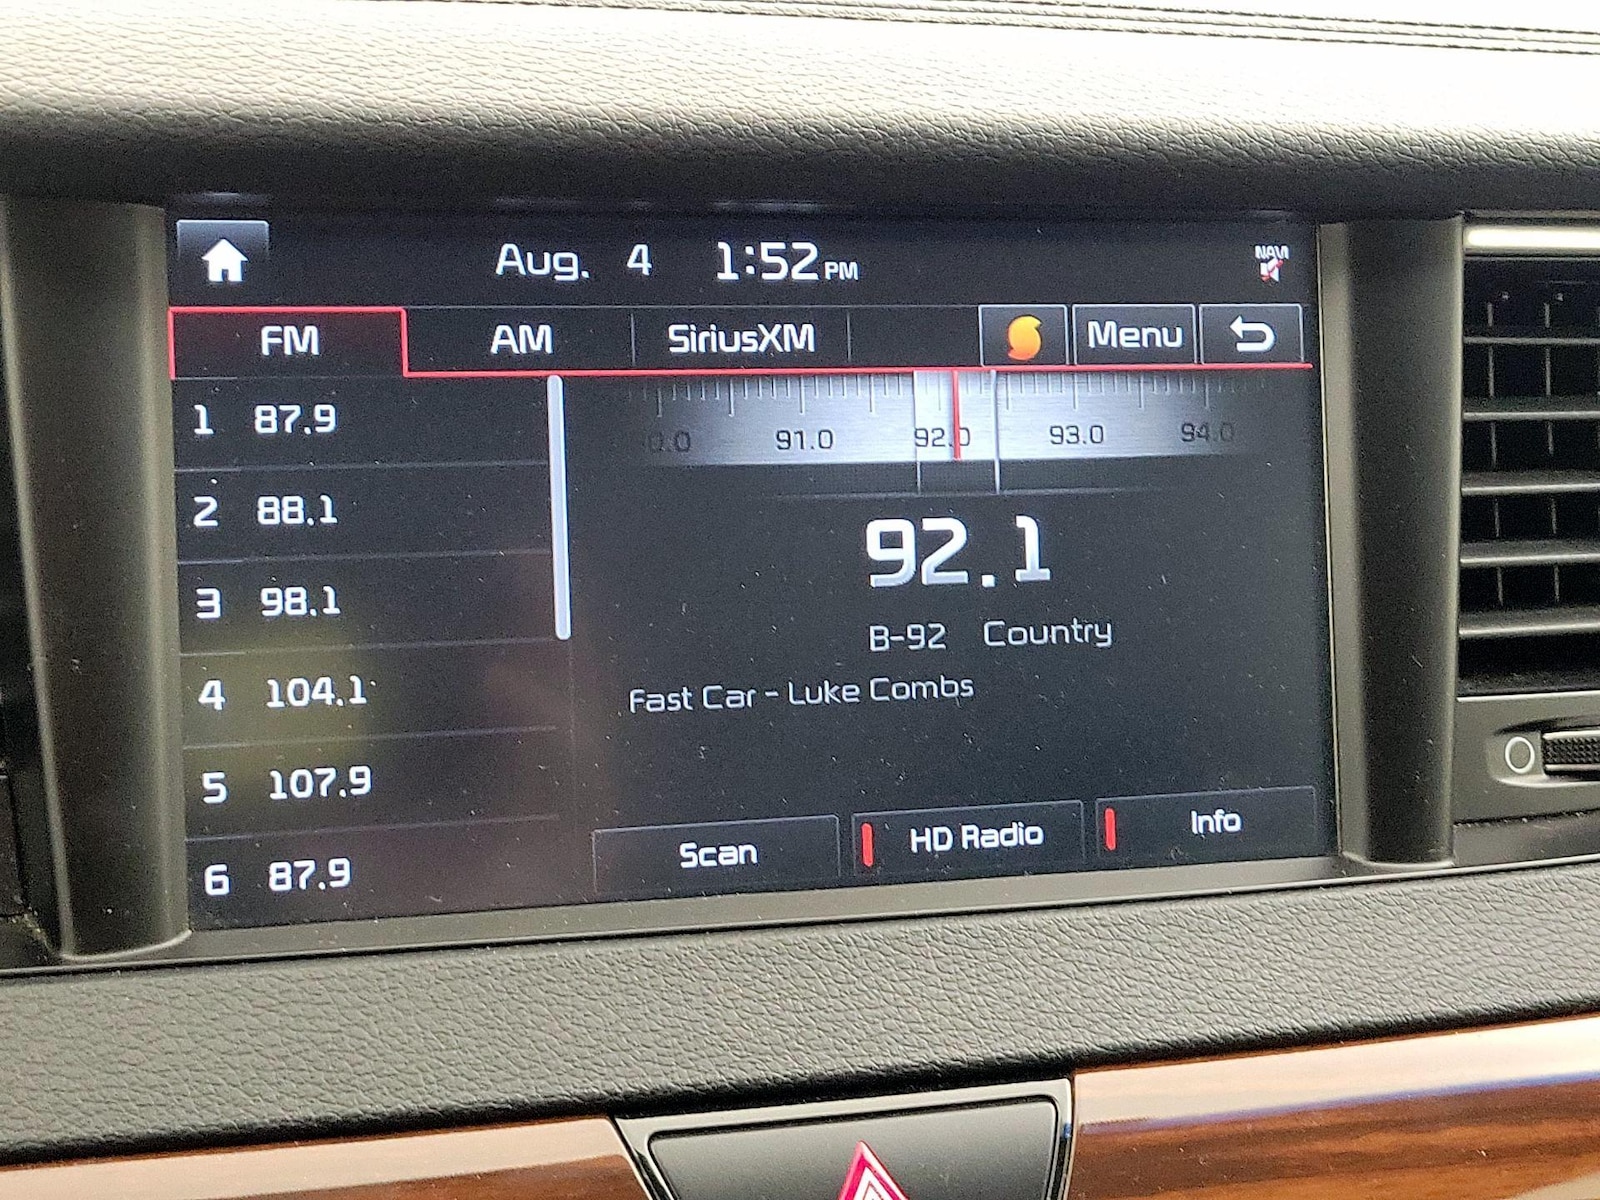 Aug. 4 1:52 PM
NAVI
FM AM SiriusXM Menu
1 87.9
2 88.1
3 98.1
4 104.1
5 107.9
6 87.9
91.0 92.0 93.0 94.0
92.1
B-92 Country
Fast Car - Luke Combs
Scan HD Radio Info